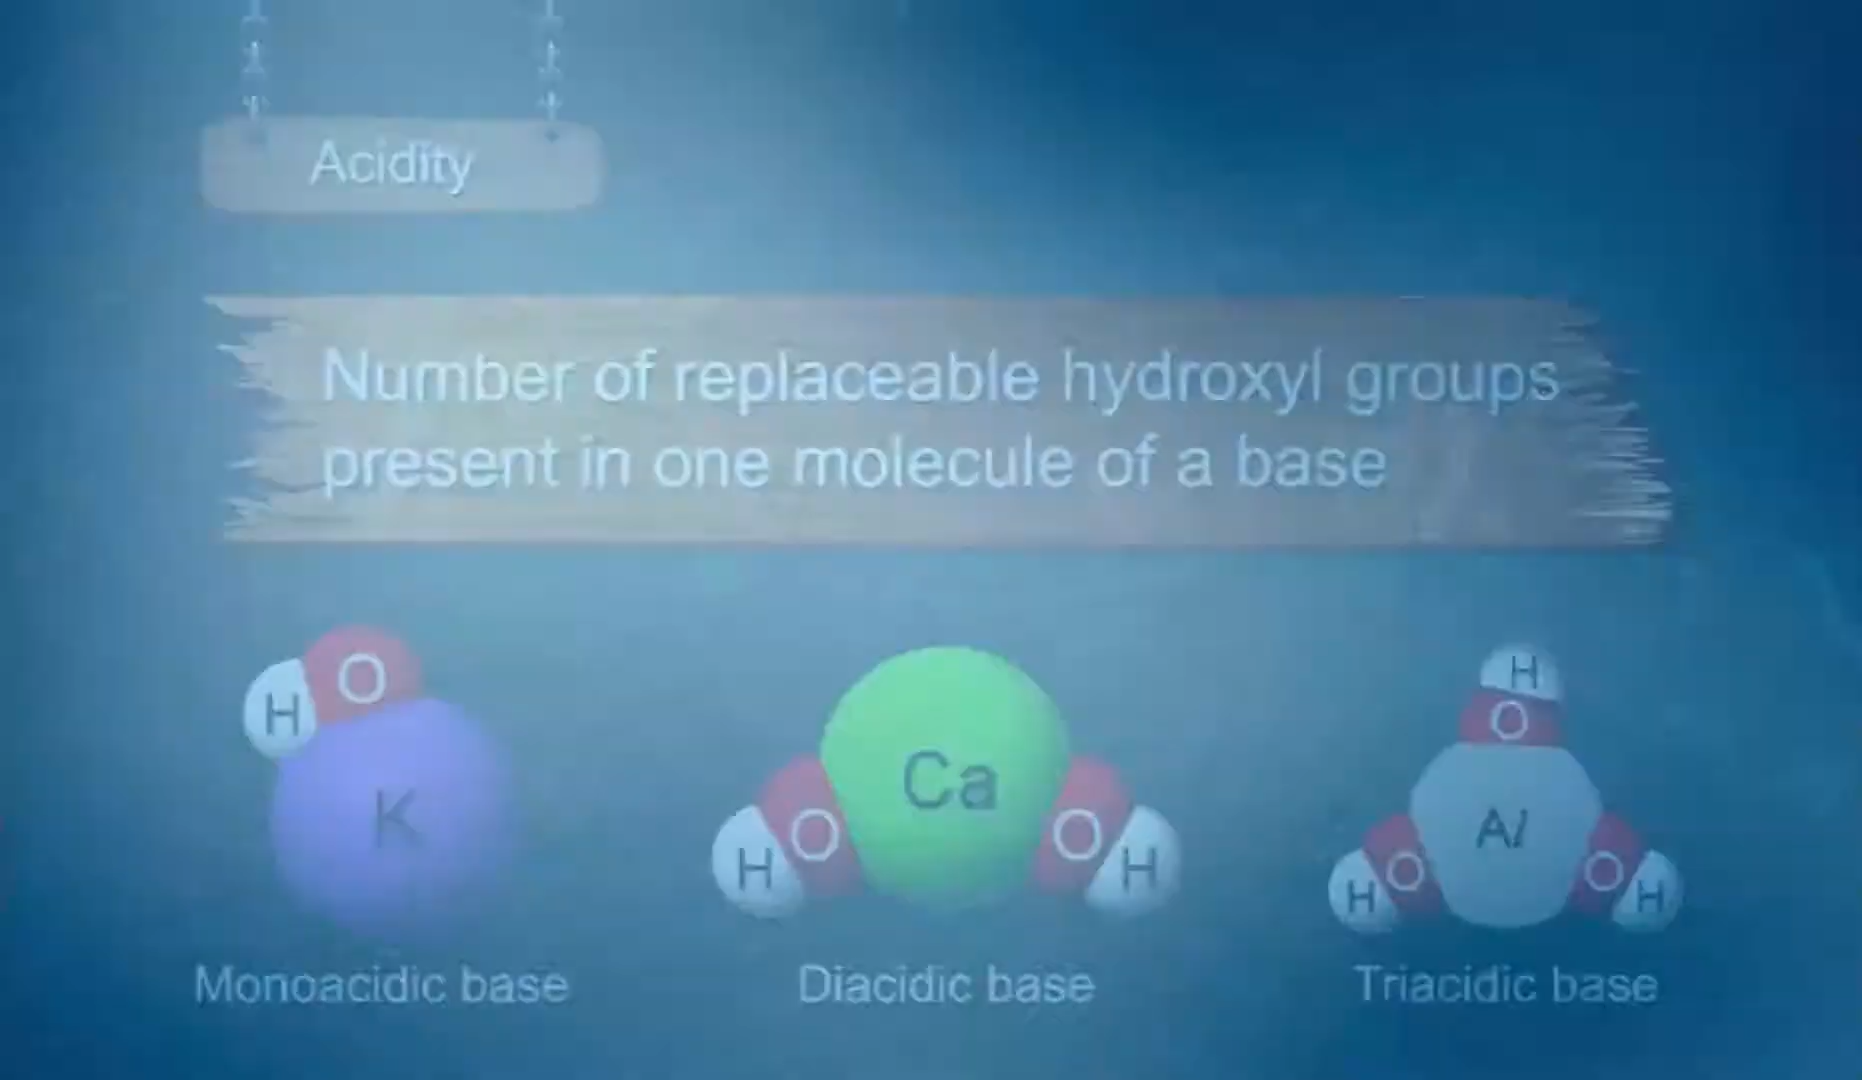 Acidity
Number of replaceable hydroxyl groups
present in one molecule of a base
H O K
H O Ca O H
H O Al O H O H
Monoacidic base
Diacidic base
Triacidic base